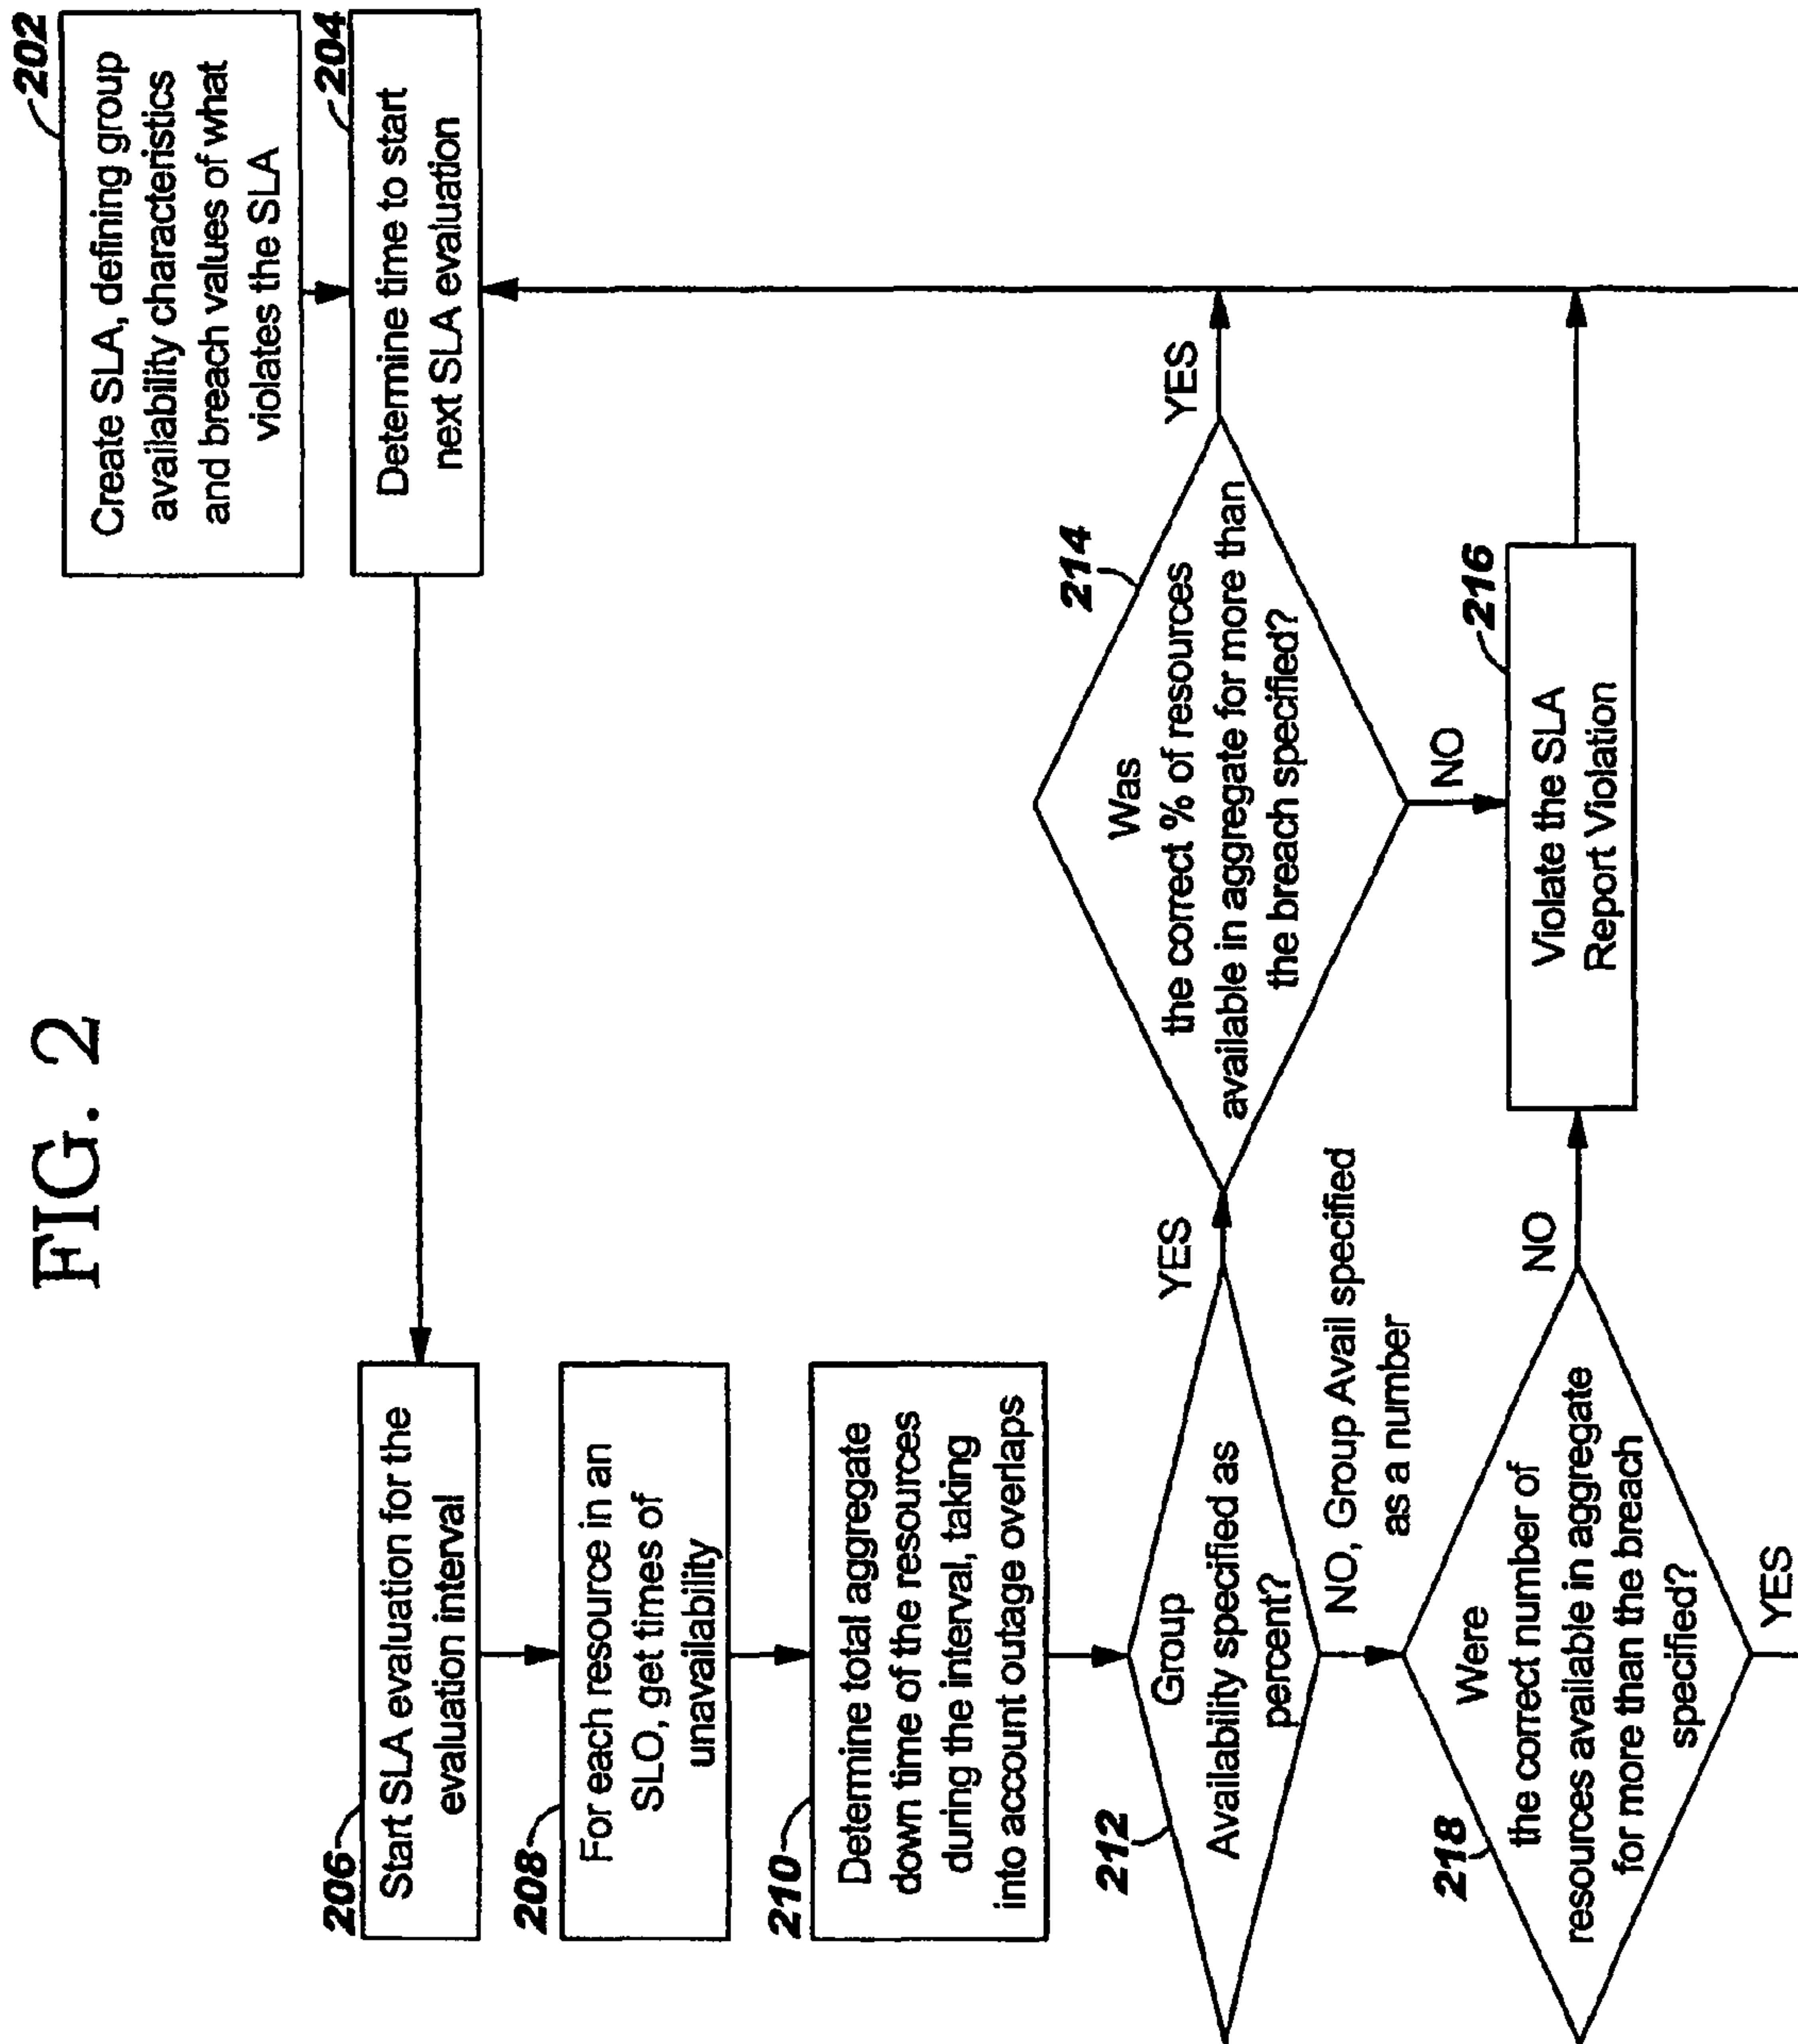 FIG. 2
202
Create SLA, defining group
availability characteristics
and breach values of what
violates the SLA
204
Determine time to start
next SLA evaluation
206
Start SLA evaluation for the
evaluation interval
208
For each resource in an
SLO, get times of
unavailability
210
Determine total aggregate
down time of the resources
during the interval, taking
into account outage overlaps
212
Group
Availability specified as
percent?
YES
NO, Group Avail specified
as a number
214
Was
the correct % of resources
available in aggregate for more than
the breach specified?
YES
NO
216
Violate the SLA
Report Violation
218
Were
the correct number of
resources available in aggregate
for more than the breach
specified?
NO
YES